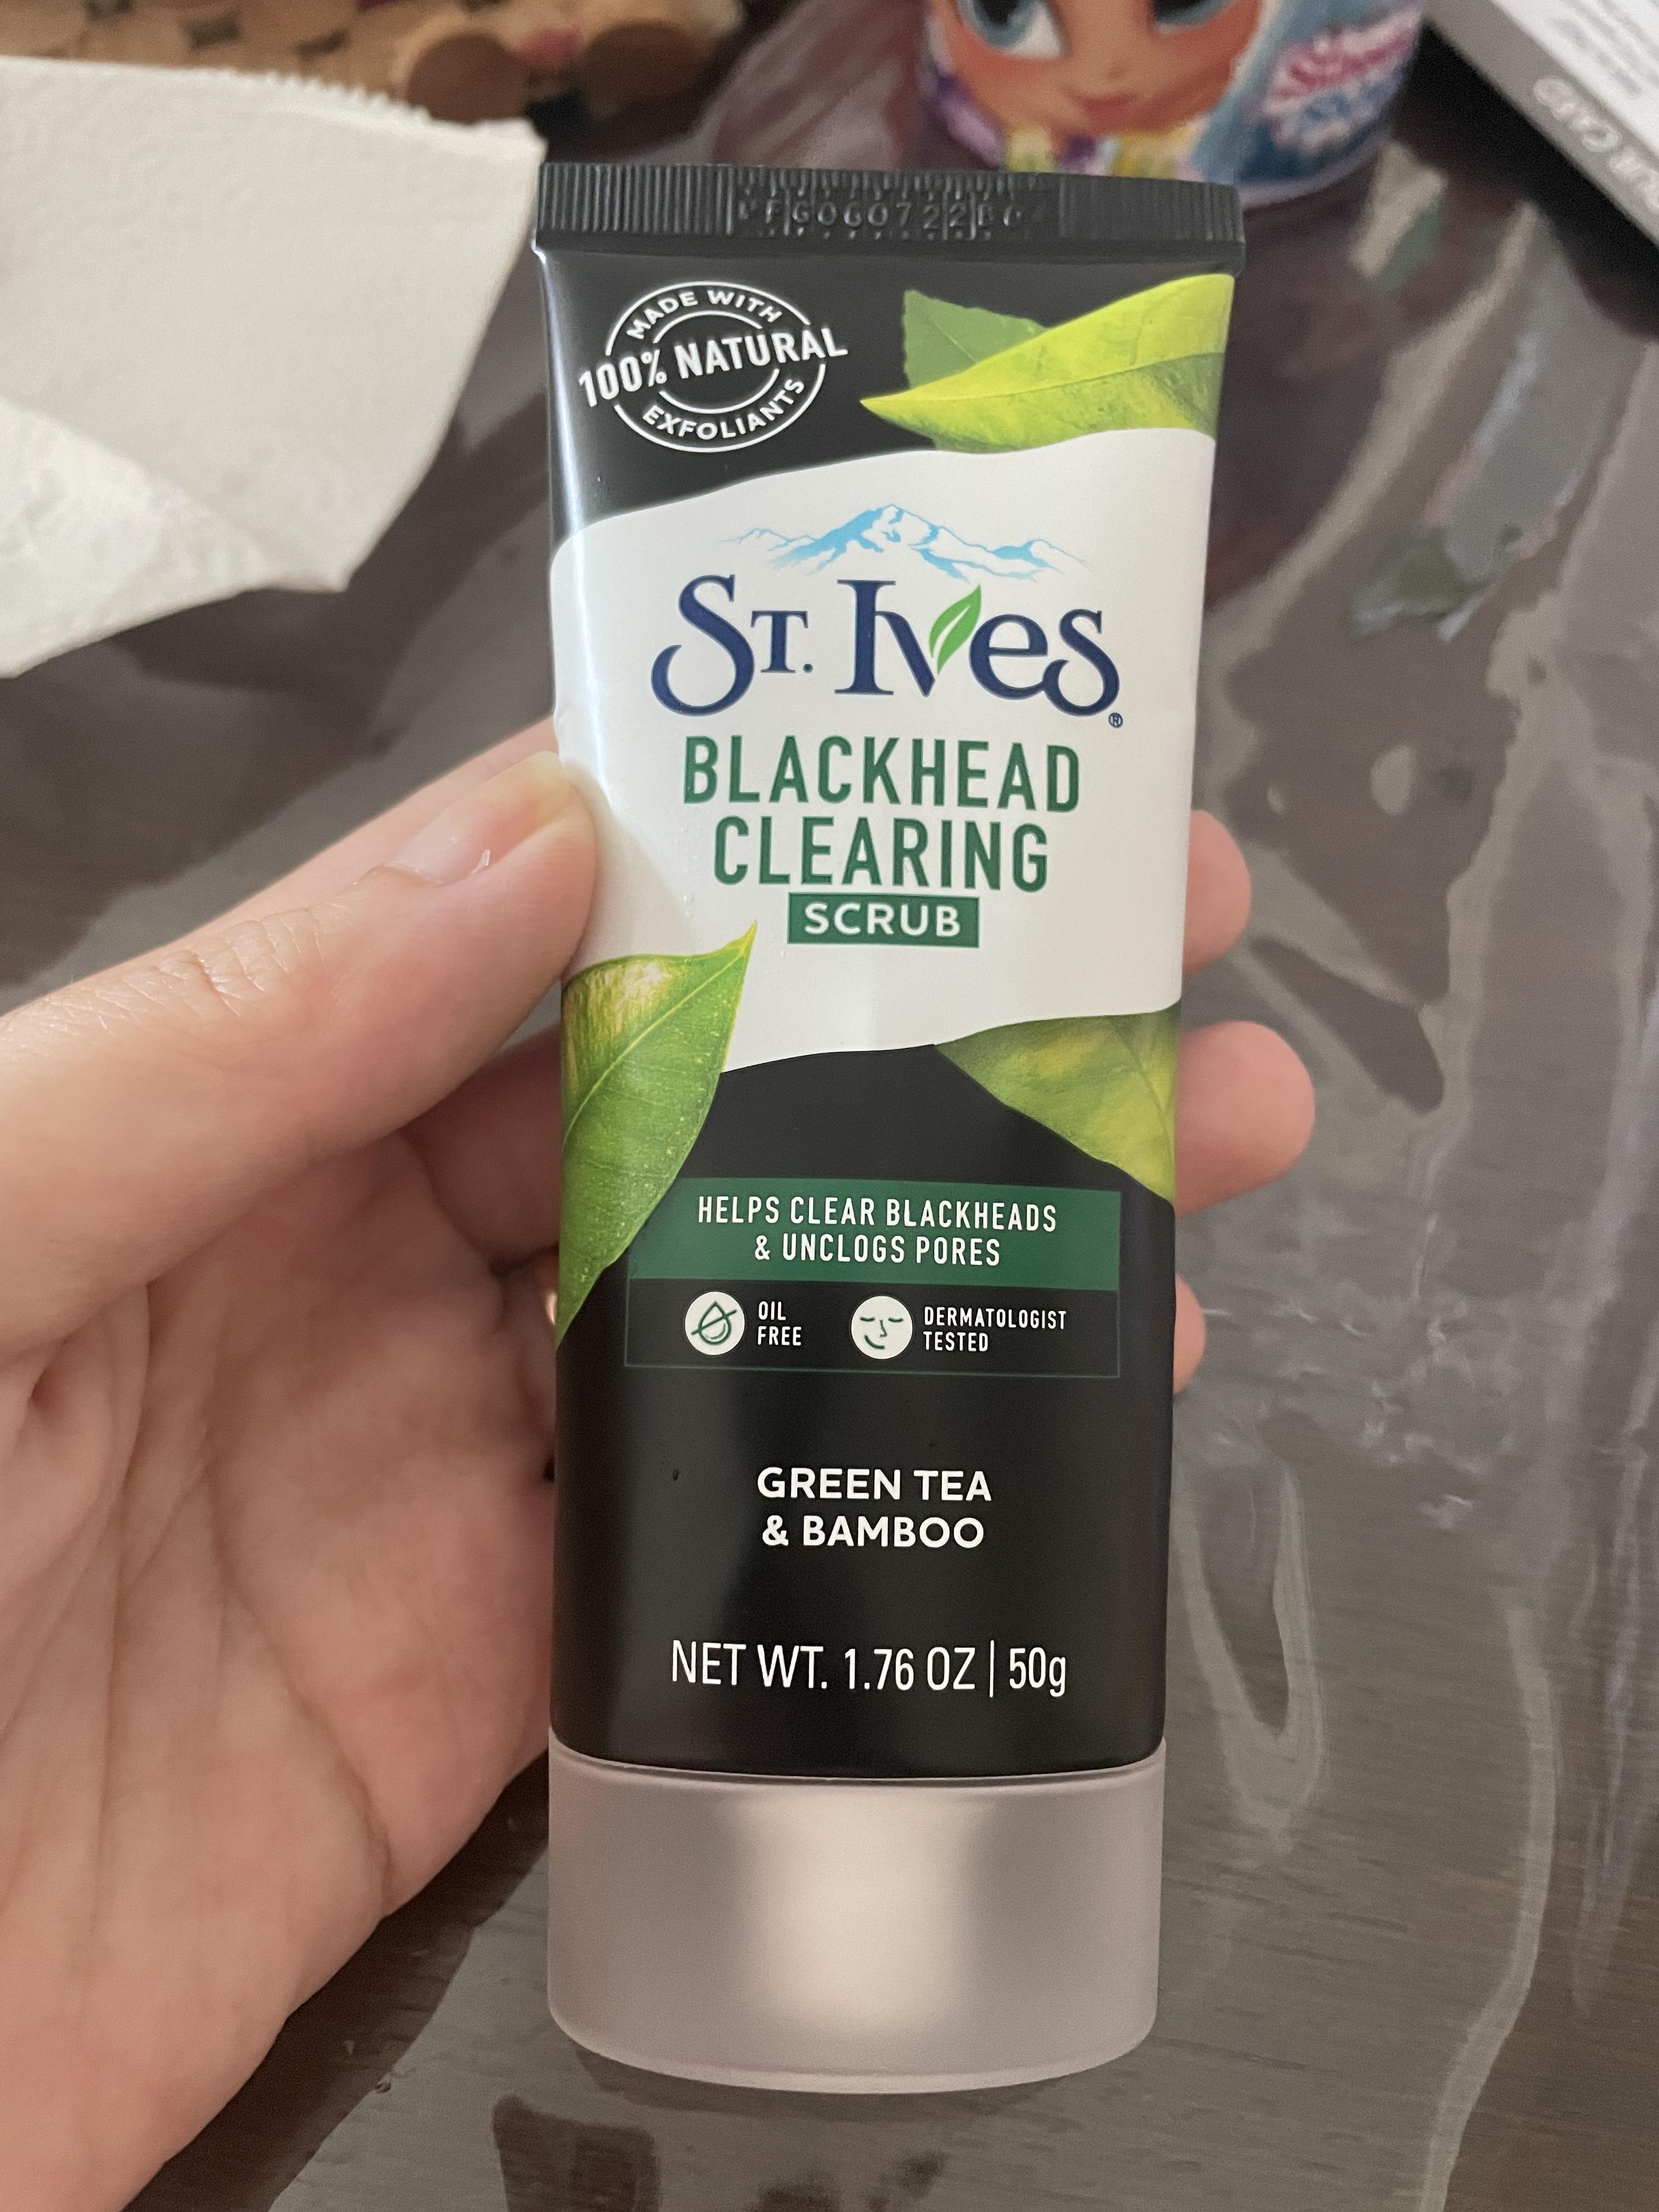 MADE WITH
100% NATURAL
EXFOLIANTS
ST. IVES®
BLACKHEAD
CLEARING
SCRUB
HELPS CLEAR BLACKHEADS
& UNCLOGS PORES
OIL
FREE
DERMATOLOGIST
TESTED
GREEN TEA
& BAMBOO
NET WT. 1.76 OZ | 50g